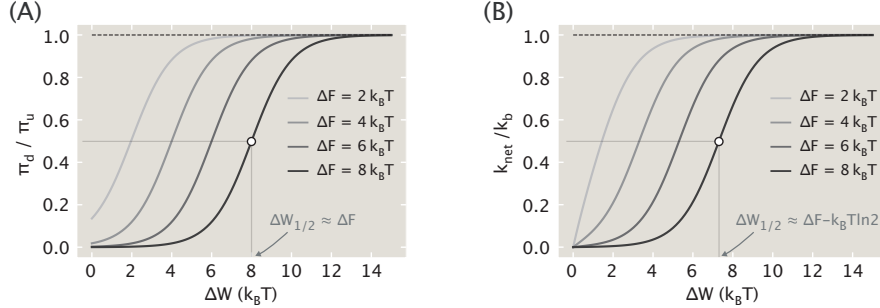 (A)
1.0
0.8
0.6
0.4
0.2
0.0
π_d / π_u
ΔF = 2 k_BT
ΔF = 4 k_BT
ΔF = 6 k_BT
ΔF = 8 k_BT
ΔW_1/2 ≈ ΔF
0 2 4 6 8 10 12 14
ΔW (k_BT)
(B)
1.0
0.8
0.6
0.4
0.2
0.0
k_net / k_b
ΔF = 2 k_BT
ΔF = 4 k_BT
ΔF = 6 k_BT
ΔF = 8 k_BT
ΔW_1/2 ≈ ΔF−k_BTln2
0 2 4 6 8 10 12 14
ΔW (k_BT)